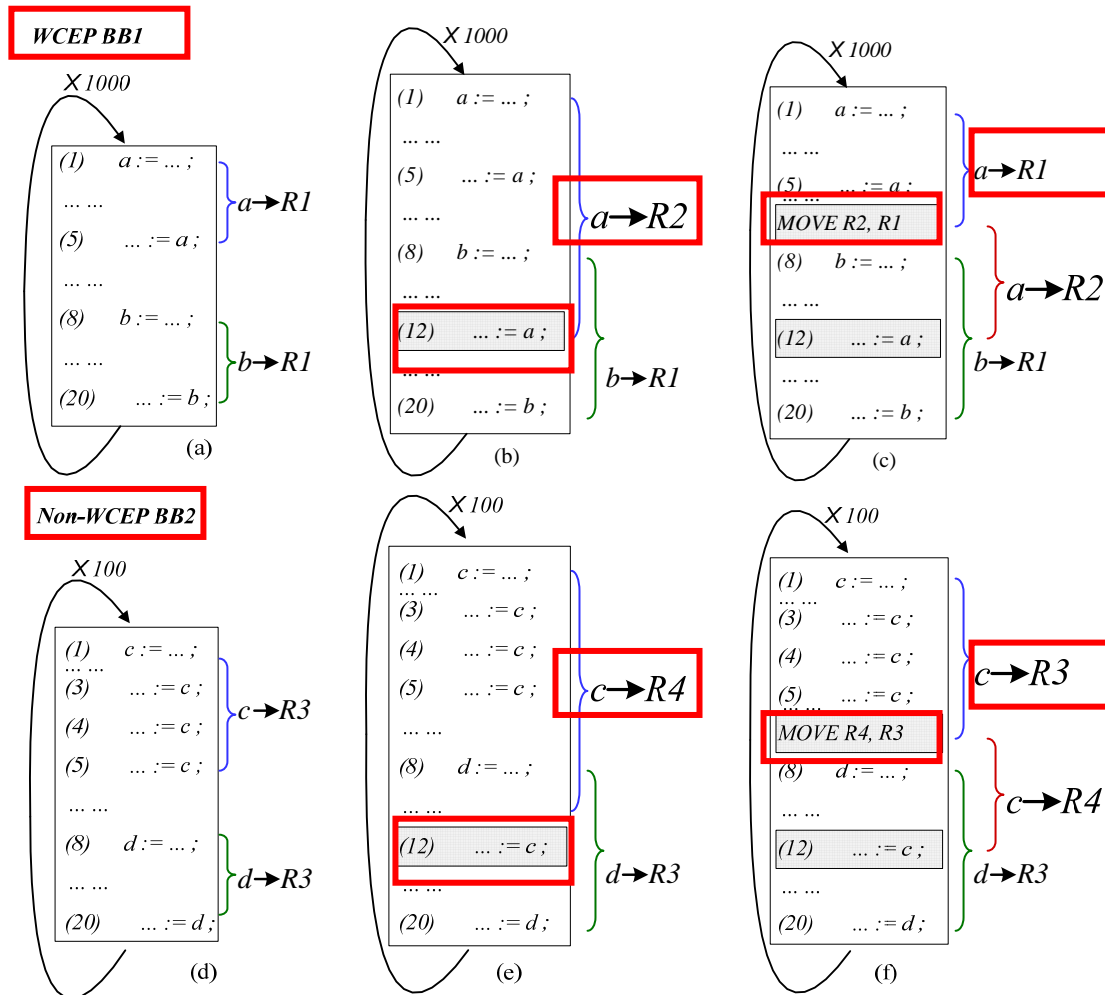 WCEP BB1
X 1000
(1) a := ... ;
... ...
(5) ... := a ;
... ...
(8) b := ... ;
... ...
(20) ... := b ;
a→R1
b→R1
(a)
X 1000
(1) a := ... ;
... ...
(5) ... := a ;
... ...
(8) b := ... ;
... ...
(12) ... := a ;
... ...
(20) ... := b ;
a→R2
b→R1
(b)
X 1000
(1) a := ... ;
... ...
(5) ... := a ;
... ...
MOVE R2, R1
(8) b := ... ;
... ...
(12) ... := a ;
... ...
(20) ... := b ;
a→R1
a→R2
b→R1
(c)
Non-WCEP BB2
X 100
(1) c := ... ;
... ...
(3) ... := c ;
(4) ... := c ;
(5) ... := c ;
... ...
(8) d := ... ;
... ...
(20) ... := d ;
c→R3
d→R3
(d)
X 100
(1) c := ... ;
... ...
(3) ... := c ;
(4) ... := c ;
(5) ... := c ;
... ...
(8) d := ... ;
... ...
(12) ... := c ;
... ...
(20) ... := d ;
c→R4
d→R3
(e)
X 100
(1) c := ... ;
... ...
(3) ... := c ;
(4) ... := c ;
(5) ... := c ;
... ...
MOVE R4, R3
(8) d := ... ;
... ...
(12) ... := c ;
... ...
(20) ... := d ;
c→R3
c→R4
d→R3
(f)